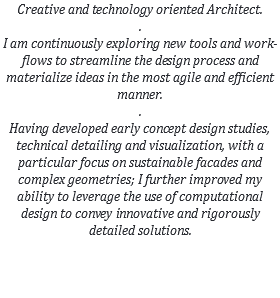 Creative and technology oriented Architect.
.
I am continuously exploring new tools and work-
flows to streamline the design process and
materialize ideas in the most agile and efficient
manner.
.
Having developed early concept design studies,
technical detailing and visualization, with a
particular focus on sustainable facades and
complex geometries; I further improved my
ability to leverage the use of computational
design to convey innovative and rigorously
detailed solutions.